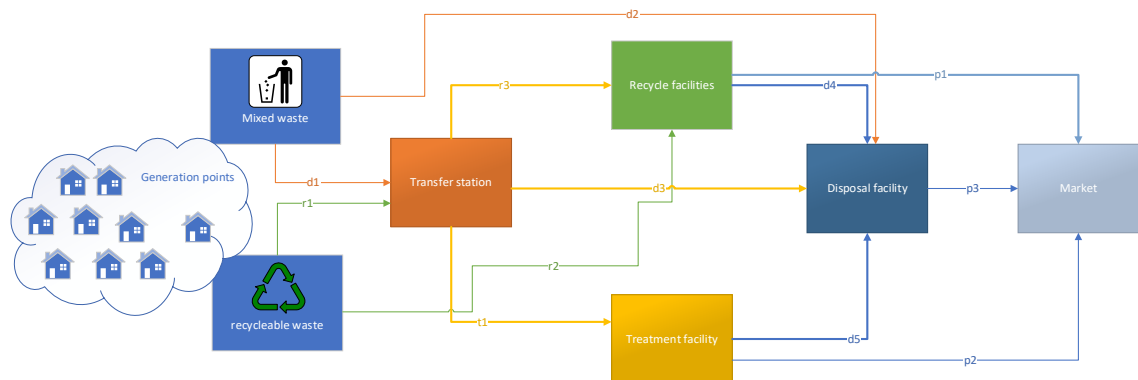 d2
Mixed waste
Generation points
recycleable waste
d1
r1
Transfer station
r3
r2
d3
t1
Recycle facilities
p1
d4
Disposal facility
p3
Market
Treatment facility
d5
p2